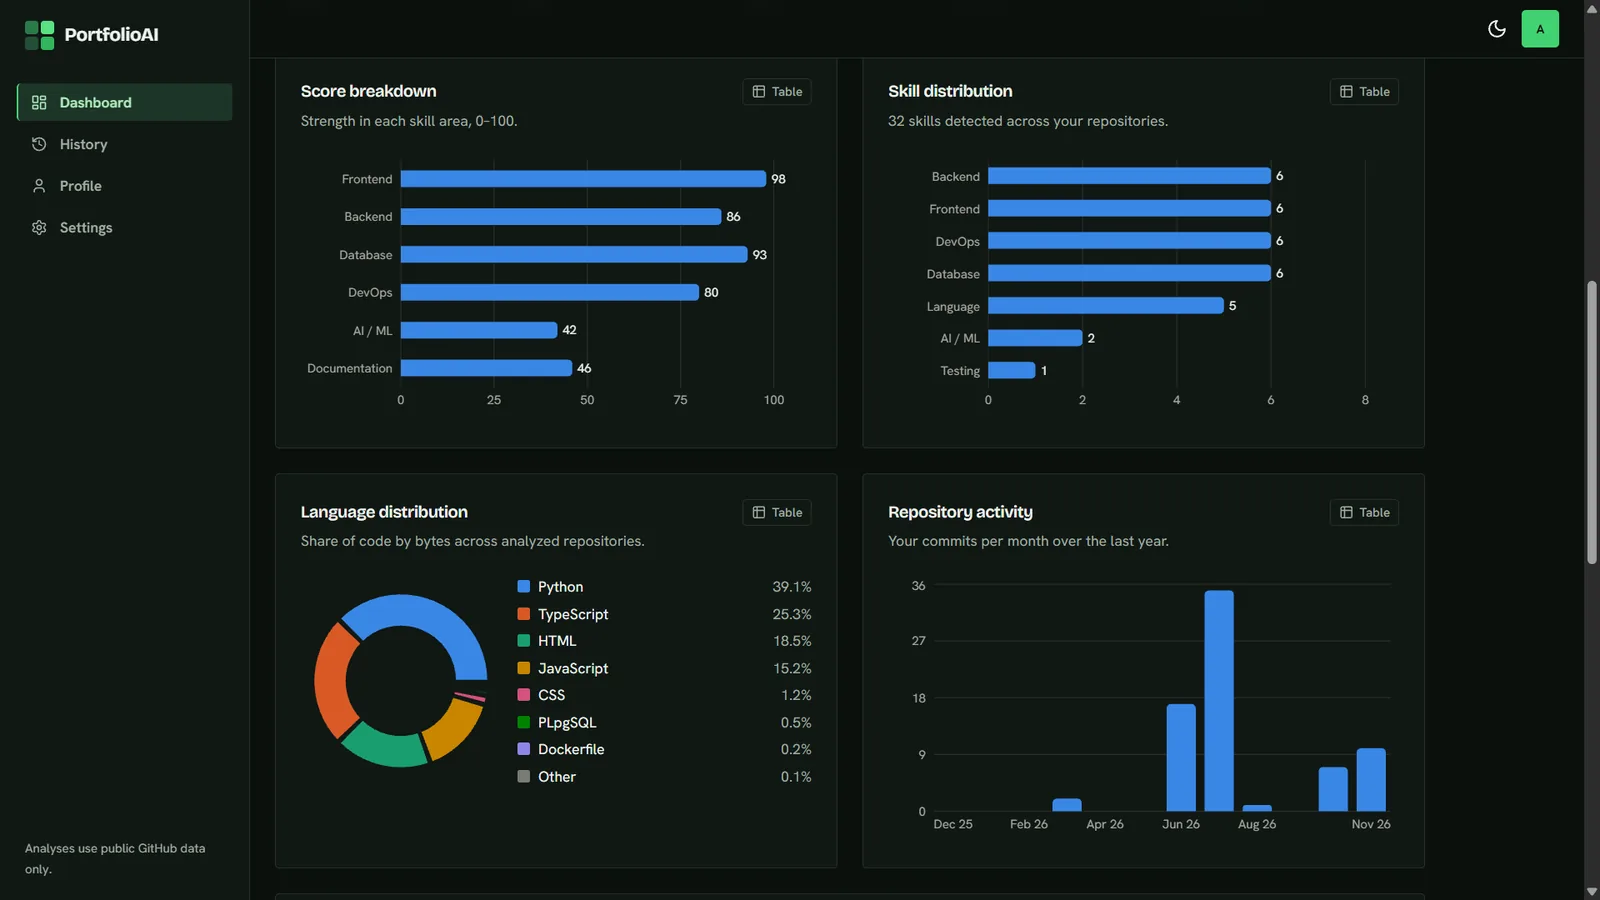 PortfolioAI
A
Dashboard
History
Profile
Settings
Analyses use public GitHub data
only.
Score breakdown
Table
Strength in each skill area, 0–100.
Frontend 98
Backend 86
Database 93
DevOps 80
AI / ML 42
Documentation 46
0 25 50 75 100
Skill distribution
Table
32 skills detected across your repositories.
Backend 6
Frontend 6
DevOps 6
Database 6
Language 5
AI / ML 2
Testing 1
0 2 4 6 8
Language distribution
Table
Share of code by bytes across analyzed repositories.
Python 39.1%
TypeScript 25.3%
HTML 18.5%
JavaScript 15.2%
CSS 1.2%
PLpgSQL 0.5%
Dockerfile 0.2%
Other 0.1%
Repository activity
Table
Your commits per month over the last year.
36
27
18
9
0
Dec 25 Feb 26 Apr 26 Jun 26 Aug 26 Nov 26